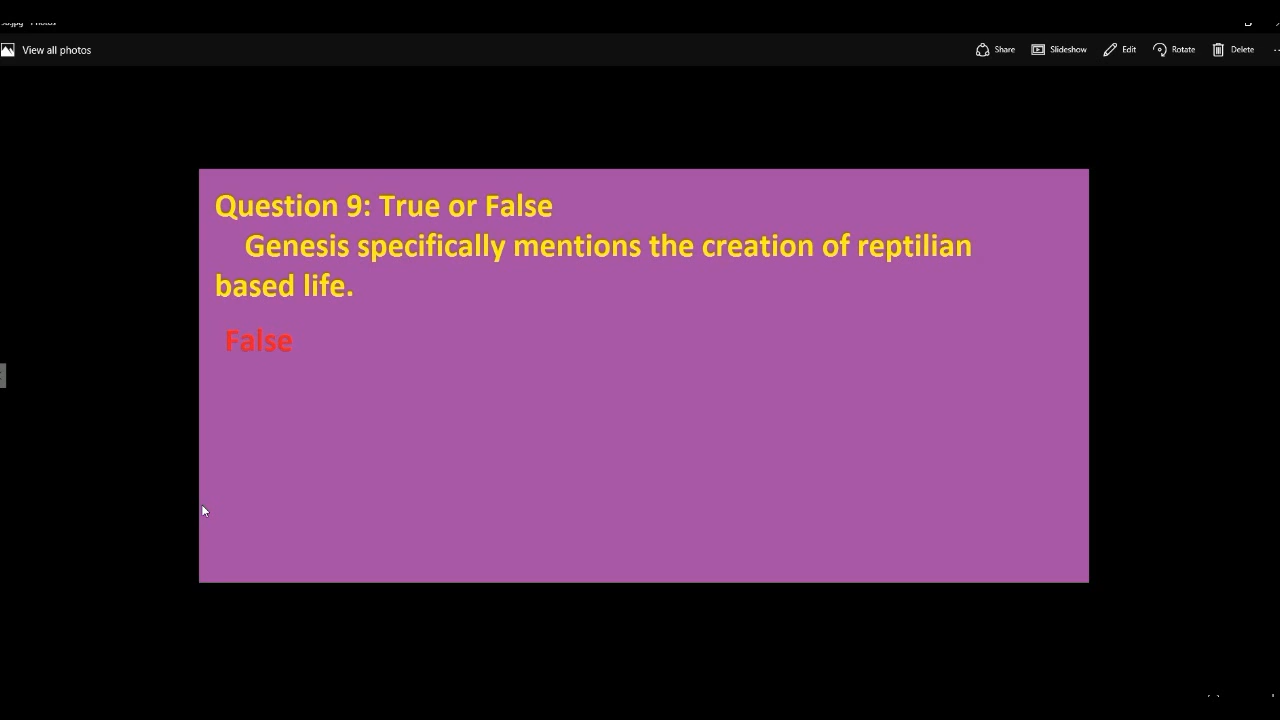 View all photos
Share
Slideshow
Edit
Rotate
Delete
Question 9: True or False
Genesis specifically mentions the creation of reptilian
based life.
False